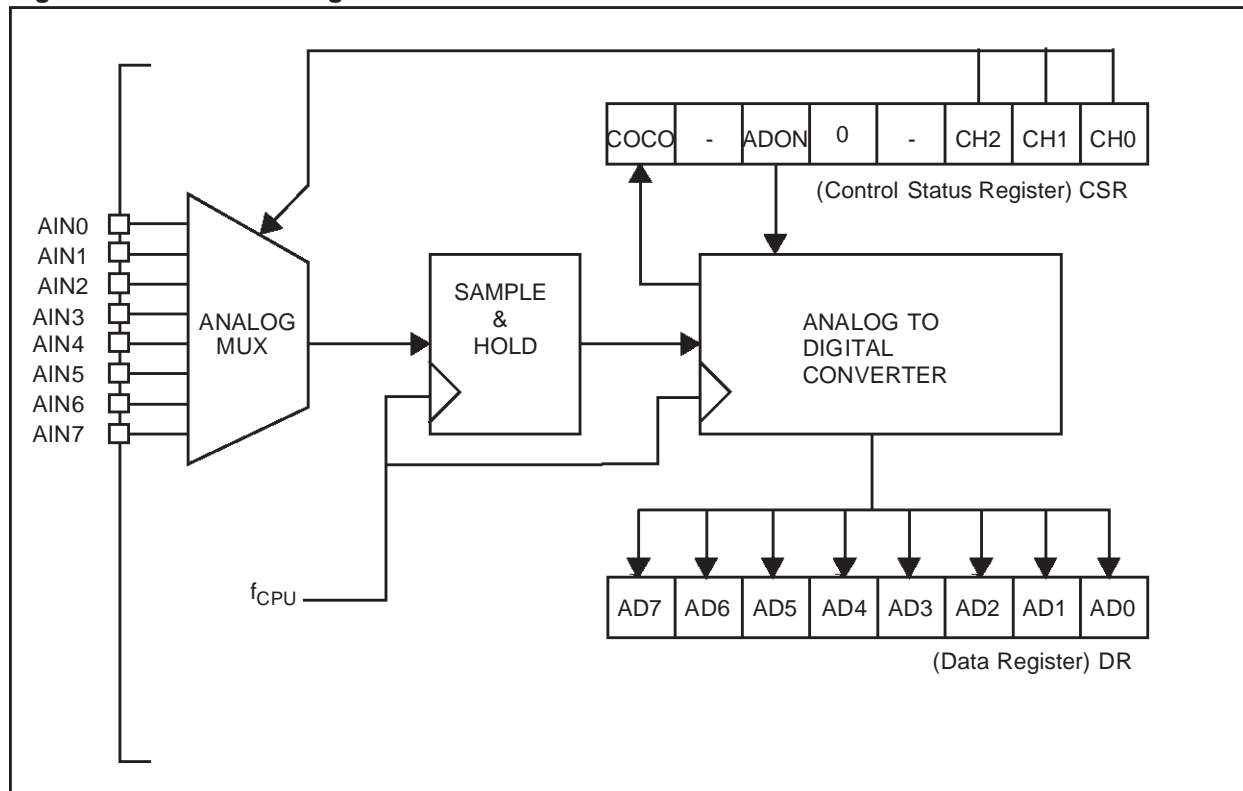 COCO - ADON 0 - CH2 CH1 CH0
(Control Status Register) CSR
AIN0
AIN1
AIN2
AIN3
AIN4
AIN5
AIN6
AIN7
ANALOG
MUX
SAMPLE
&
HOLD
ANALOG TO
DIGITAL
CONVERTER
fCPU
AD7 AD6 AD5 AD4 AD3 AD2 AD1 AD0
(Data Register) DR